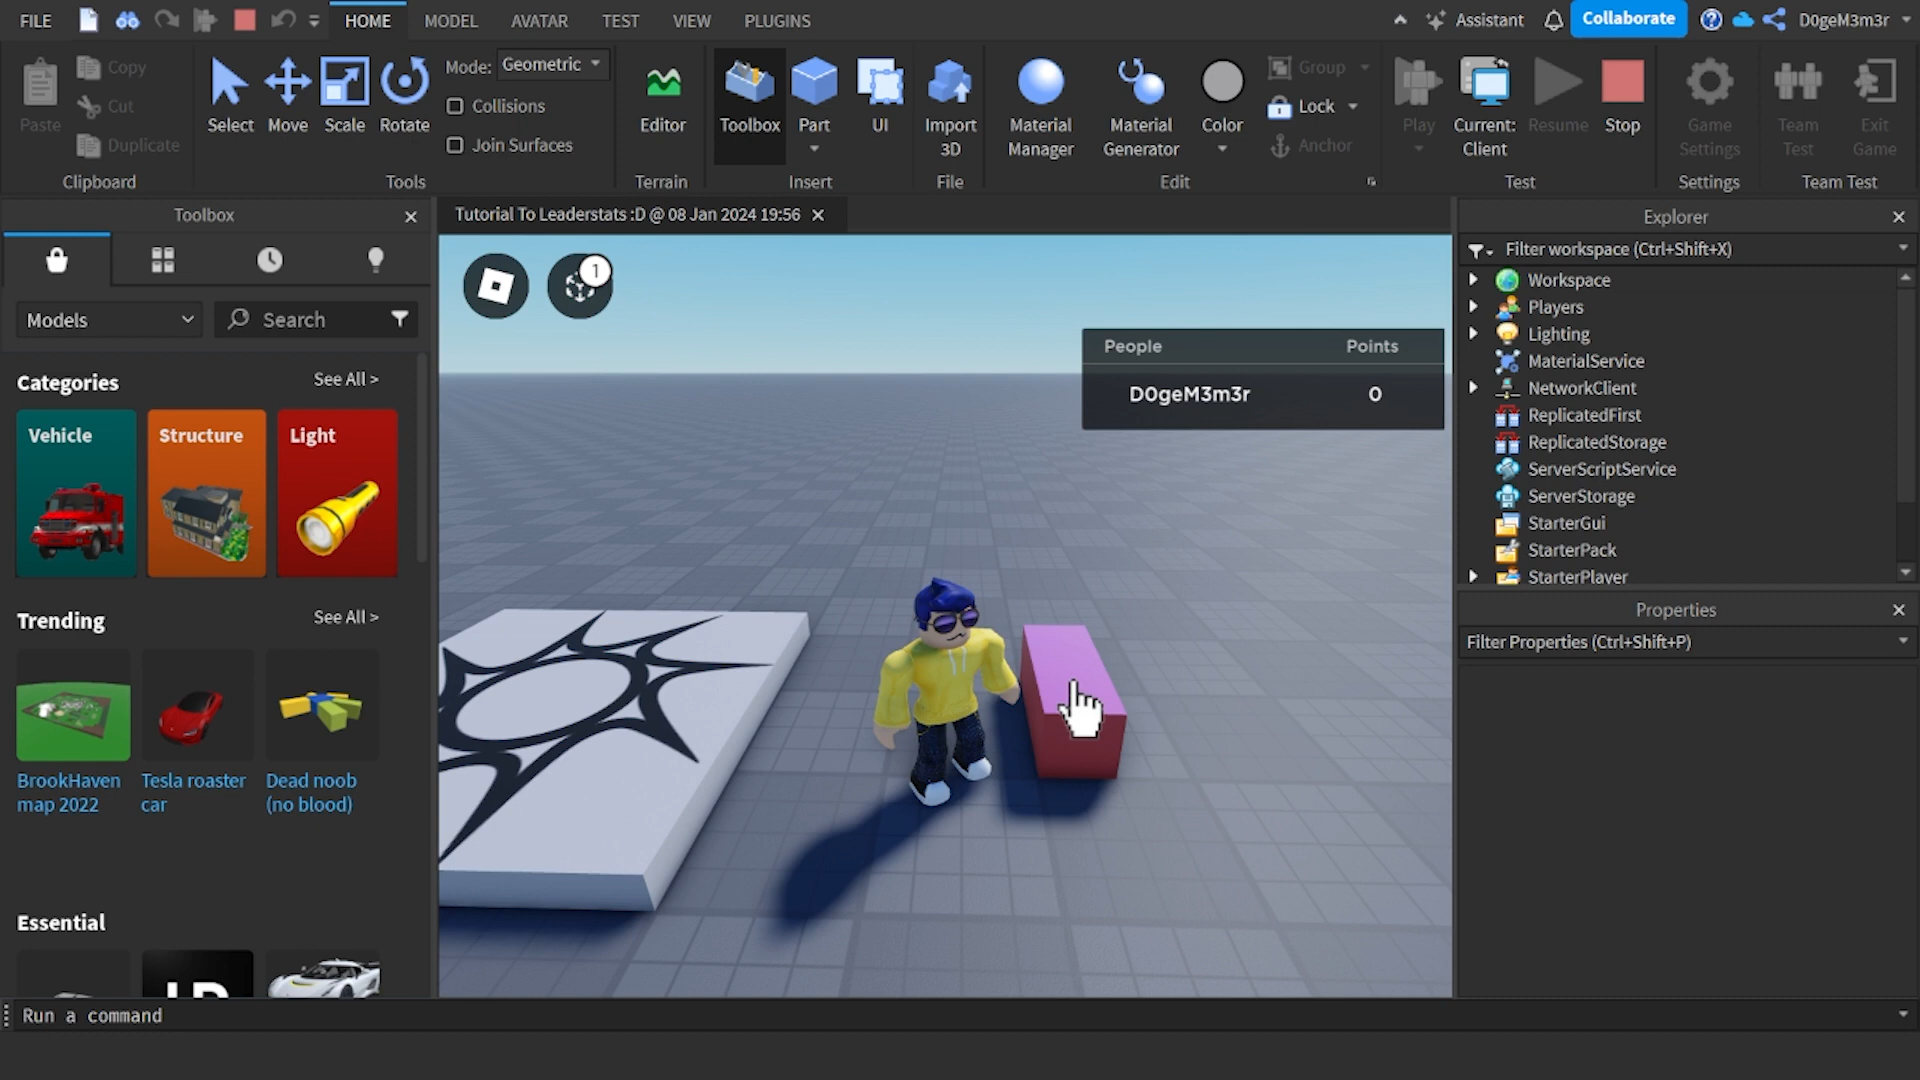 FILE HOME MODEL AVATAR TEST VIEW PLUGINS Assistant Collaborate D0geM3m3r
Paste
Copy
Cut
Duplicate
Clipboard
Select Move Scale Rotate
Mode: Geometric
Collisions
Join Surfaces
Tools
Editor
Terrain
Toolbox Part UI
Insert
Import 3D
File
Material Manager
Material Generator
Color
Group
Lock
Anchor
Edit
Play
Current: Client
Resume
Stop
Test
Game Settings
Settings
Team Test
Exit Game
Team Test
Toolbox
Models
Search
Categories See All >
Vehicle Structure Light
Trending See All >
BrookHaven map 2022
Tesla roaster car
Dead noob (no blood)
Essential
Tutorial To Leaderstats :D @ 08 Jan 2024 19:56
1
People Points
D0geM3m3r 0
Explorer
Filter workspace (Ctrl+Shift+X)
Workspace
Players
Lighting
MaterialService
NetworkClient
ReplicatedFirst
ReplicatedStorage
ServerScriptService
ServerStorage
StarterGui
StarterPack
StarterPlayer
Properties
Filter Properties (Ctrl+Shift+P)
Run a command